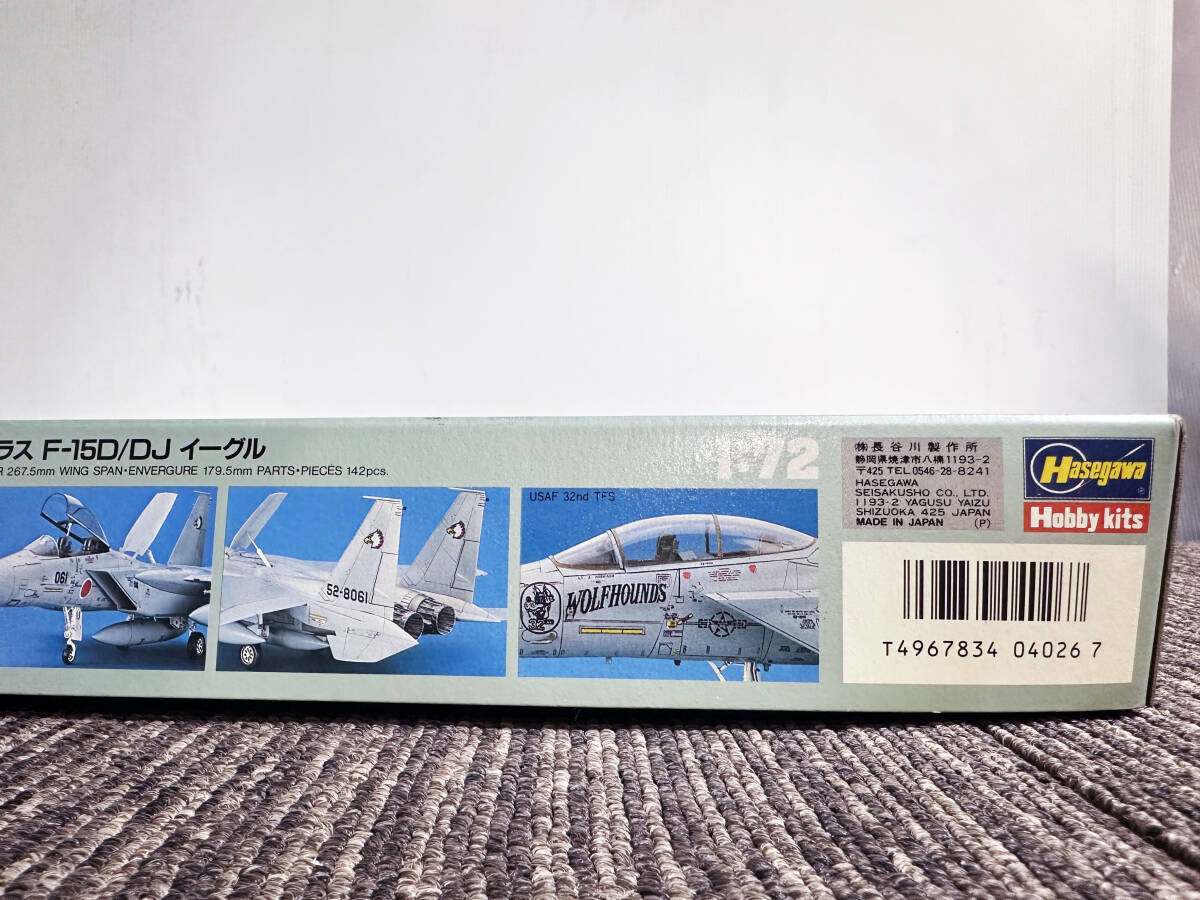 ラス F-15D/DJ イーグル
R 267.5mm WING SPAN・ENVERGURE 179.5mm PARTS・PIECES 142pcs.
1:72
061
52-8061
USAF 32nd TFS
WOLFHOUNDS
32
㈱長谷川製作所
静岡県焼津市八楠1193-2
〒425 TEL.0546-28-8241
HASEGAWA
SEISAKUSHO CO., LTD.
1193-2 YAGUSU YAIZU
SHIZUOKA 425 JAPAN
MADE IN JAPAN (P)
Hasegawa
Hobby kits
T4967834 04026 7